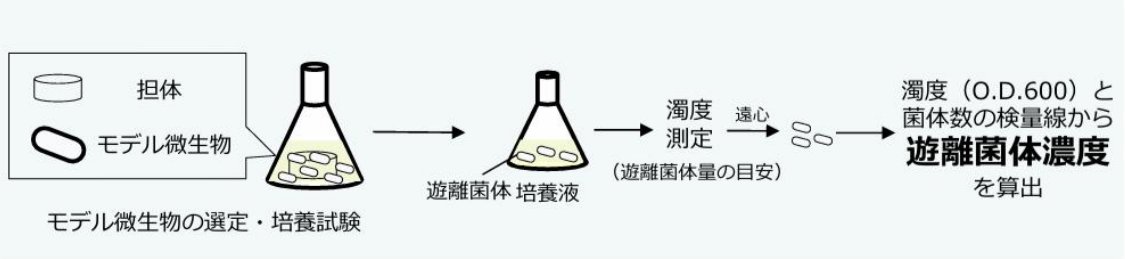 担体
モデル微生物
モデル微生物の選定・培養試験
遊離菌体 培養液
濁度
測定
(遊離菌体量の目安)
遠心
濁度（O.D.600）と
菌体数の検量線から
遊離菌体濃度
を算出